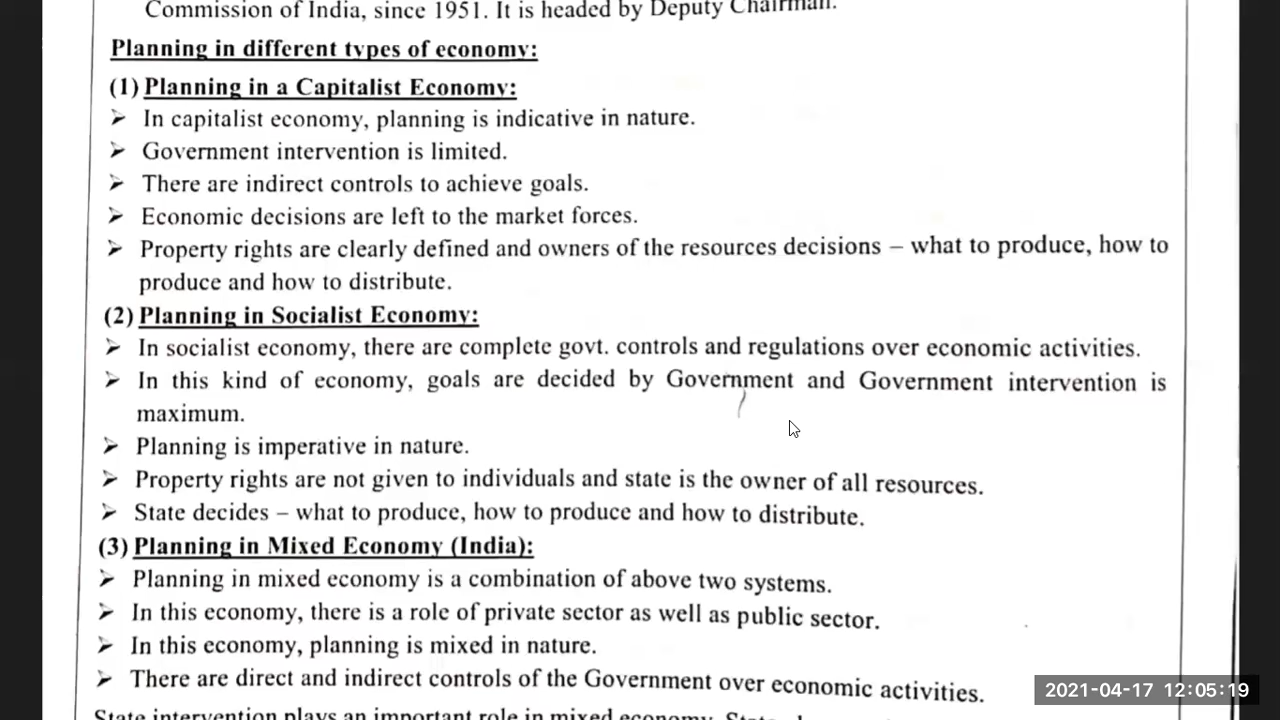 Commission of India, since 1951. It is headed by Deputy Chairman.
Planning in different types of economy:
(1) Planning in a Capitalist Economy:
➢ In capitalist economy, planning is indicative in nature.
➢ Government intervention is limited.
➢ There are indirect controls to achieve goals.
➢ Economic decisions are left to the market forces.
➢ Property rights are clearly defined and owners of the resources decisions – what to produce, how to
produce and how to distribute.
(2) Planning in Socialist Economy:
➢ In socialist economy, there are complete govt. controls and regulations over economic activities.
➢ In this kind of economy, goals are decided by Government and Government intervention is
maximum.
➢ Planning is imperative in nature.
➢ Property rights are not given to individuals and state is the owner of all resources.
➢ State decides – what to produce, how to produce and how to distribute.
(3) Planning in Mixed Economy (India):
➢ Planning in mixed economy is a combination of above two systems.
➢ In this economy, there is a role of private sector as well as public sector.
➢ In this economy, planning is mixed in nature.
➢ There are direct and indirect controls of the Government over economic activities.
State intervention plays an important role in mixed economy. State
2021-04-17 12:05:19